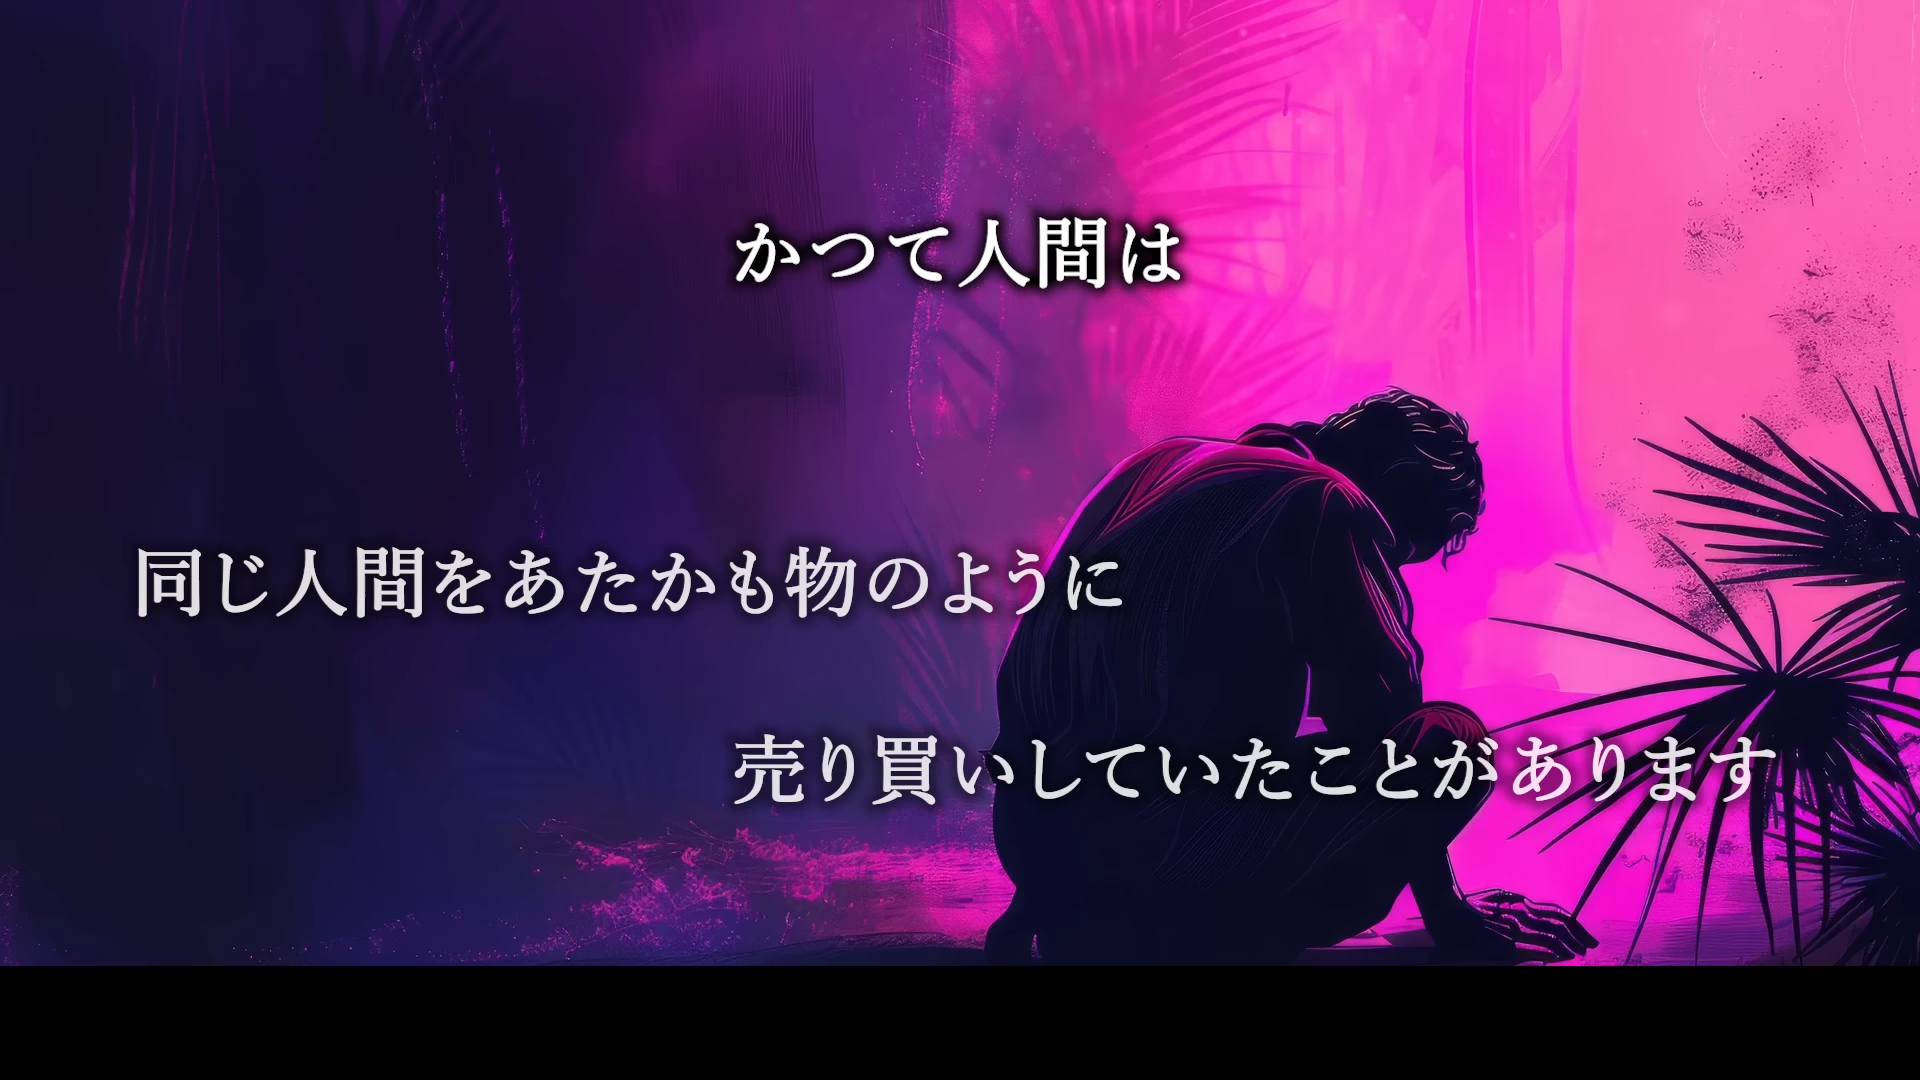 かつて人間は
同じ人間をあたかも物のように
売り買いしていたことがあります